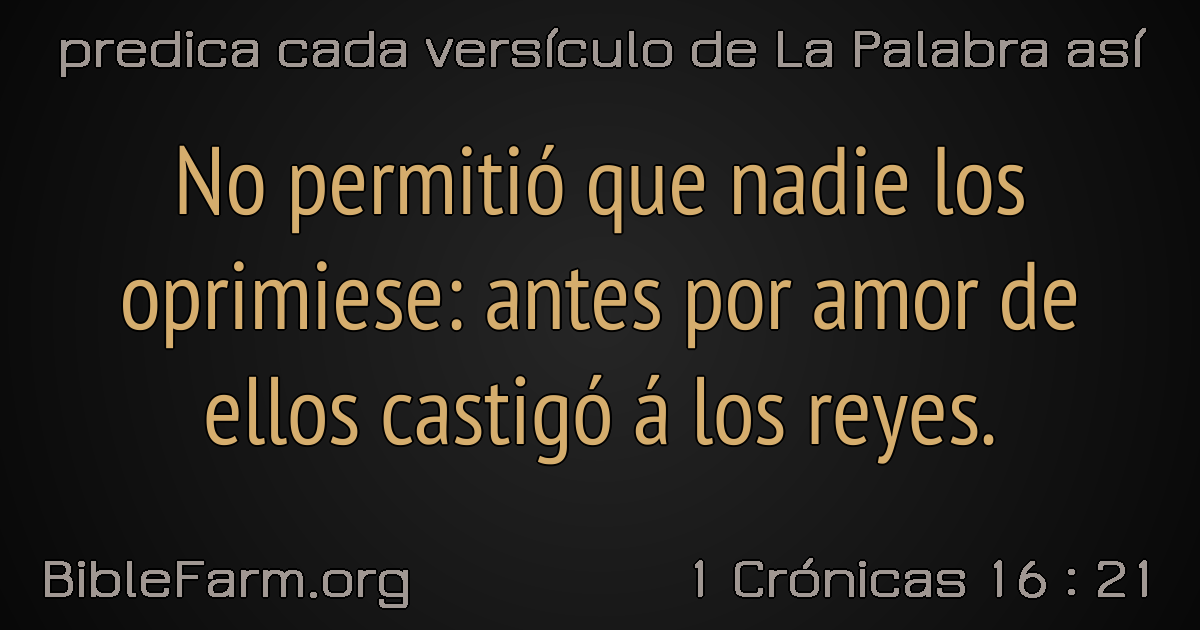 predica cada versículo de La Palabra así
No permitió que nadie los
oprimiese: antes por amor de
ellos castigó á los reyes.
BibleFarm.org
1 Crónicas 16 : 21